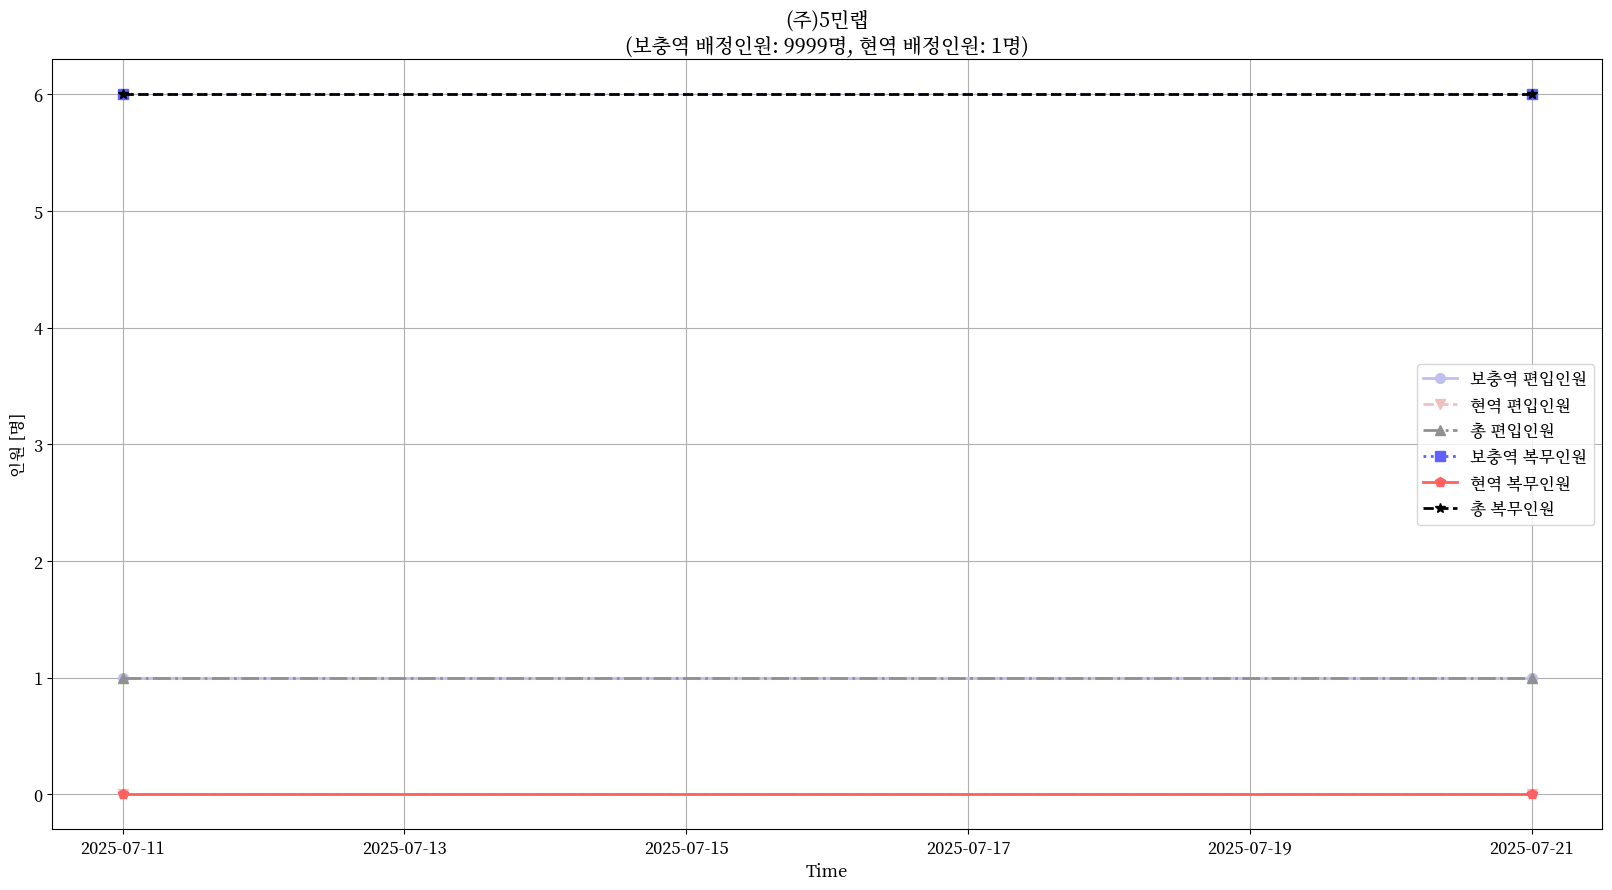 (주)5민랩
(보충역 배정인원: 9999명, 현역 배정인원: 1명)
인원 [명]
6
5
4
3
2
1
0
보충역 편입인원
현역 편입인원
총 편입인원
보충역 복무인원
현역 복무인원
총 복무인원
2025-07-11
2025-07-13
2025-07-15
2025-07-17
2025-07-19
2025-07-21
Time